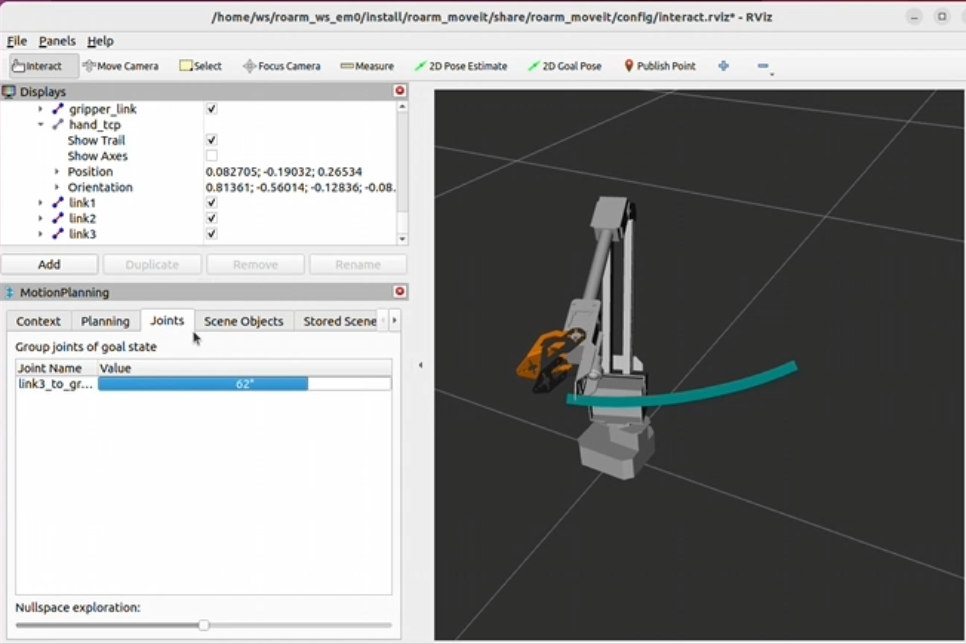 /home/ws/roarm_ws_em0/install/roarm_moveit/share/roarm_moveit/config/interact.rviz* - RViz
File Panels Help
Interact Move Camera Select Focus Camera Measure 2D Pose Estimate 2D Goal Pose Publish Point
Displays
gripper_link
hand_tcp
Show Trail
Show Axes
Position 0.082705; -0.19032; 0.26534
Orientation 0.81361; -0.56014; -0.12836; -0.08...
link1
link2
link3
Add Duplicate Remove Rename
MotionPlanning
Context Planning Joints Scene Objects Stored Scene
Group joints of goal state
Joint Name Value
link3_to_gr... 62°
Nullspace exploration: